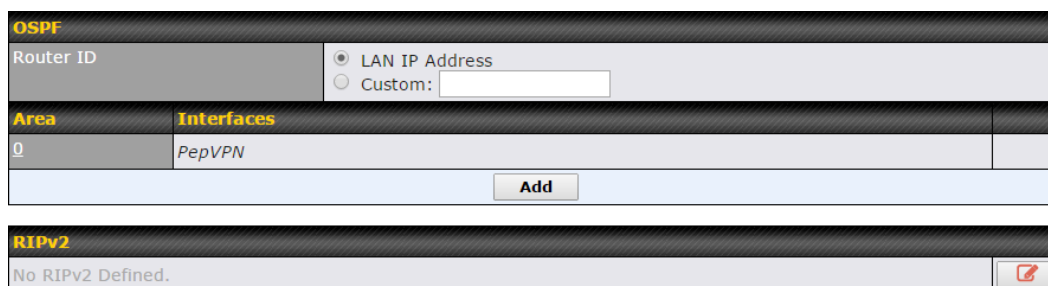 OSPF
Router ID
LAN IP Address
Custom:
Area Interfaces
0 PepVPN
Add
RIPv2
No RIPv2 Defined.